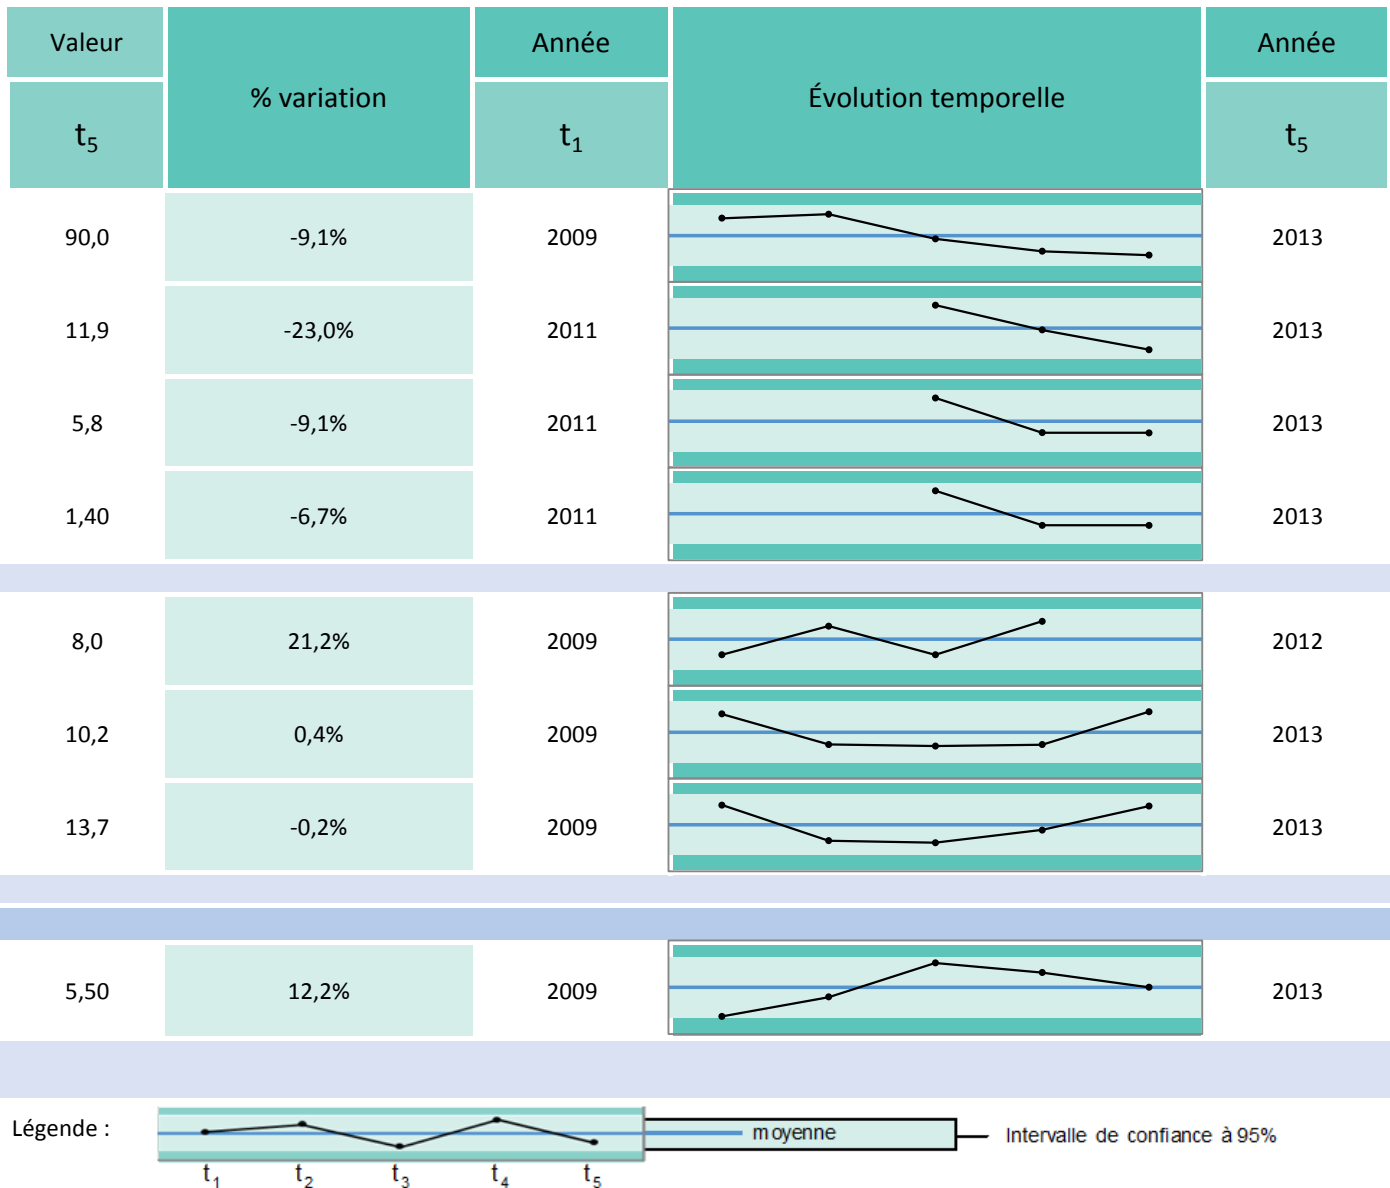 Valeur % variation Année Évolution temporelle Année
t₅ t₁ t₅
90,0 -9,1% 2009 2013
11,9 -23,0% 2011 2013
5,8 -9,1% 2011 2013
1,40 -6,7% 2011 2013
8,0 21,2% 2009 2012
10,2 0,4% 2009 2013
13,7 -0,2% 2009 2013
5,50 12,2% 2009 2013
Légende : moyenne Intervalle de confiance à 95%
t₁ t₂ t₃ t₄ t₅